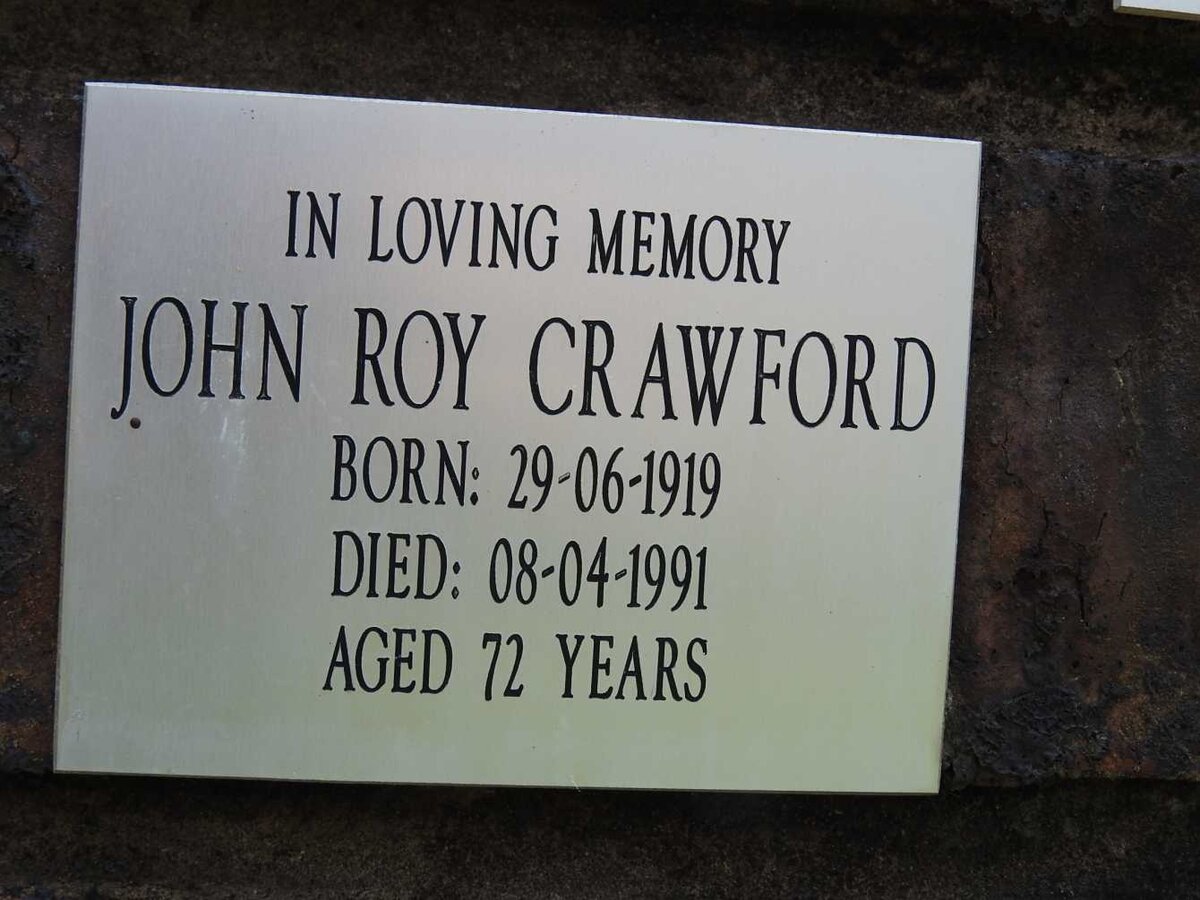 IN LOVING MEMORY
JOHN ROY CRAWFORD
BORN: 29-06-1919
DIED: 08-04-1991
AGED 72 YEARS